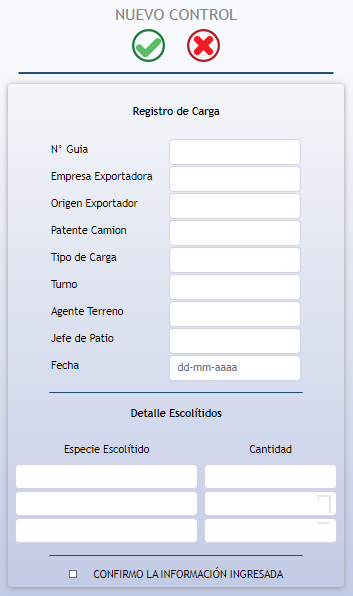 NUEVO CONTROL
Registro de Carga
N° Guia
Empresa Exportadora
Origen Exportador
Patente Camion
Tipo de Carga
Turno
Agente Terreno
Jefe de Patio
Fecha dd-mm-aaaa
Detalle Escolítidos
Especie Escolítido Cantidad
CONFIRMO LA INFORMACIÓN INGRESADA